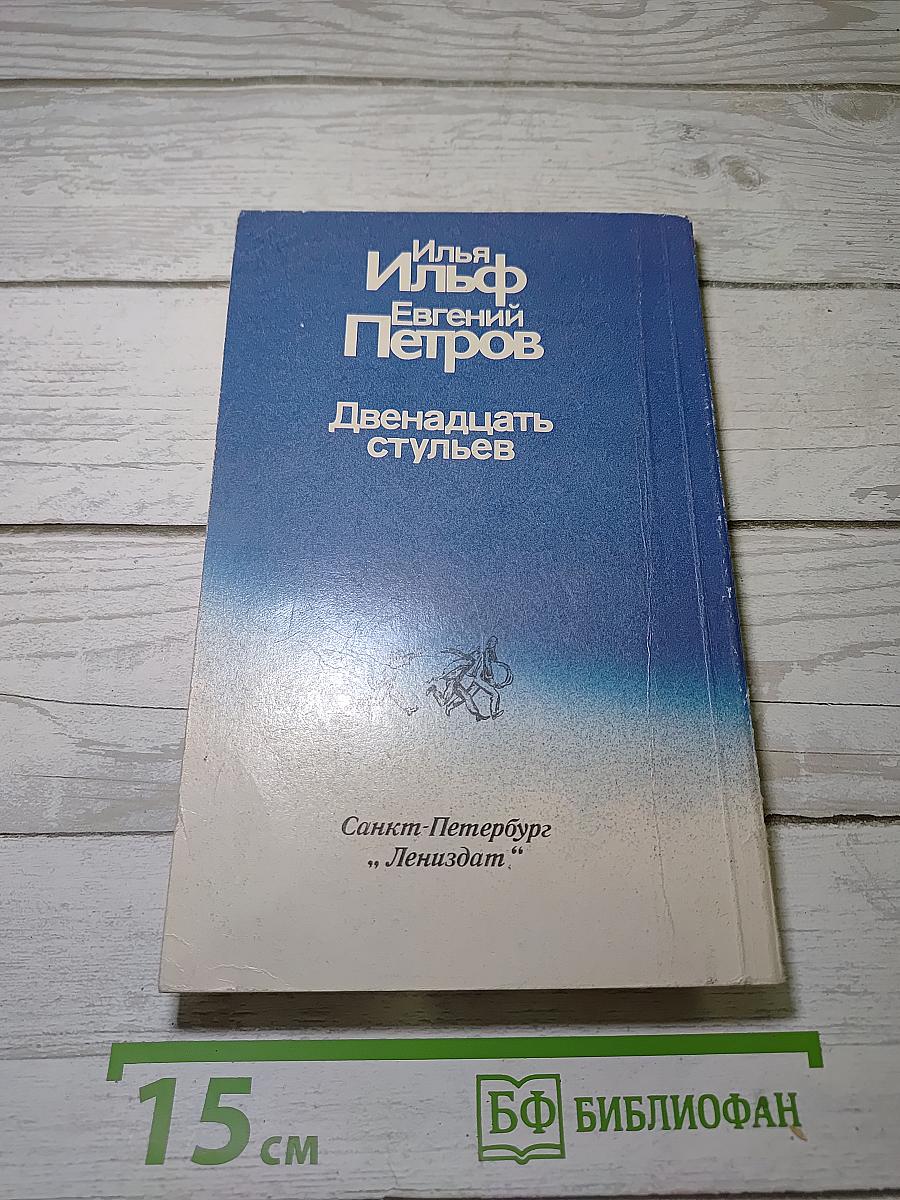 Илья
Ильф
Евгений
Петров
Двенадцать
стульев
Санкт-Петербург
„Лениздат“
15 см
БФ БИБЛИОФАН